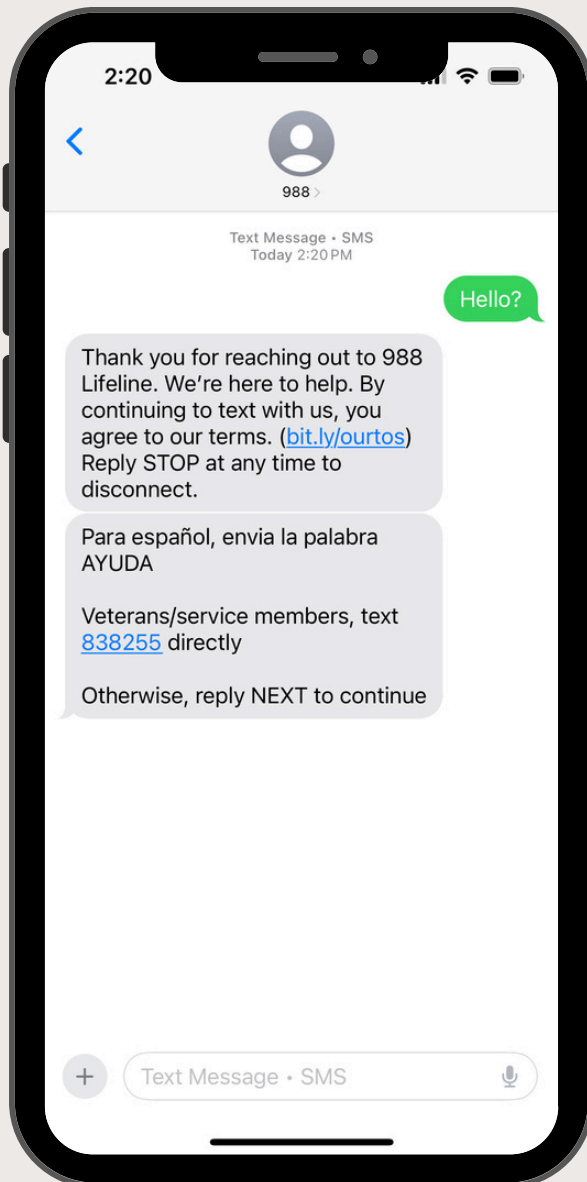 2:20
988
Text Message • SMS
Today 2:20 PM
Hello?
Thank you for reaching out to 988
Lifeline. We’re here to help. By
continuing to text with us, you
agree to our terms. (bit.ly/ourtos)
Reply STOP at any time to
disconnect.
Para español, envia la palabra
AYUDA
Veterans/service members, text
838255 directly
Otherwise, reply NEXT to continue
Text Message • SMS